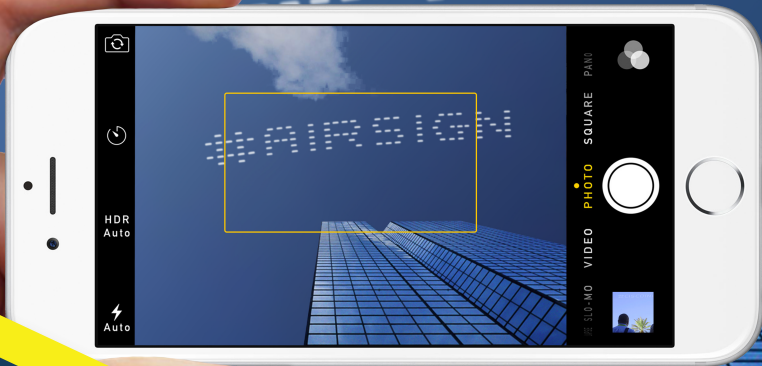 HDR
Auto
Auto
#AIRSIGN
PANO
SQUARE
PHOTO
VIDEO
SLO-MO